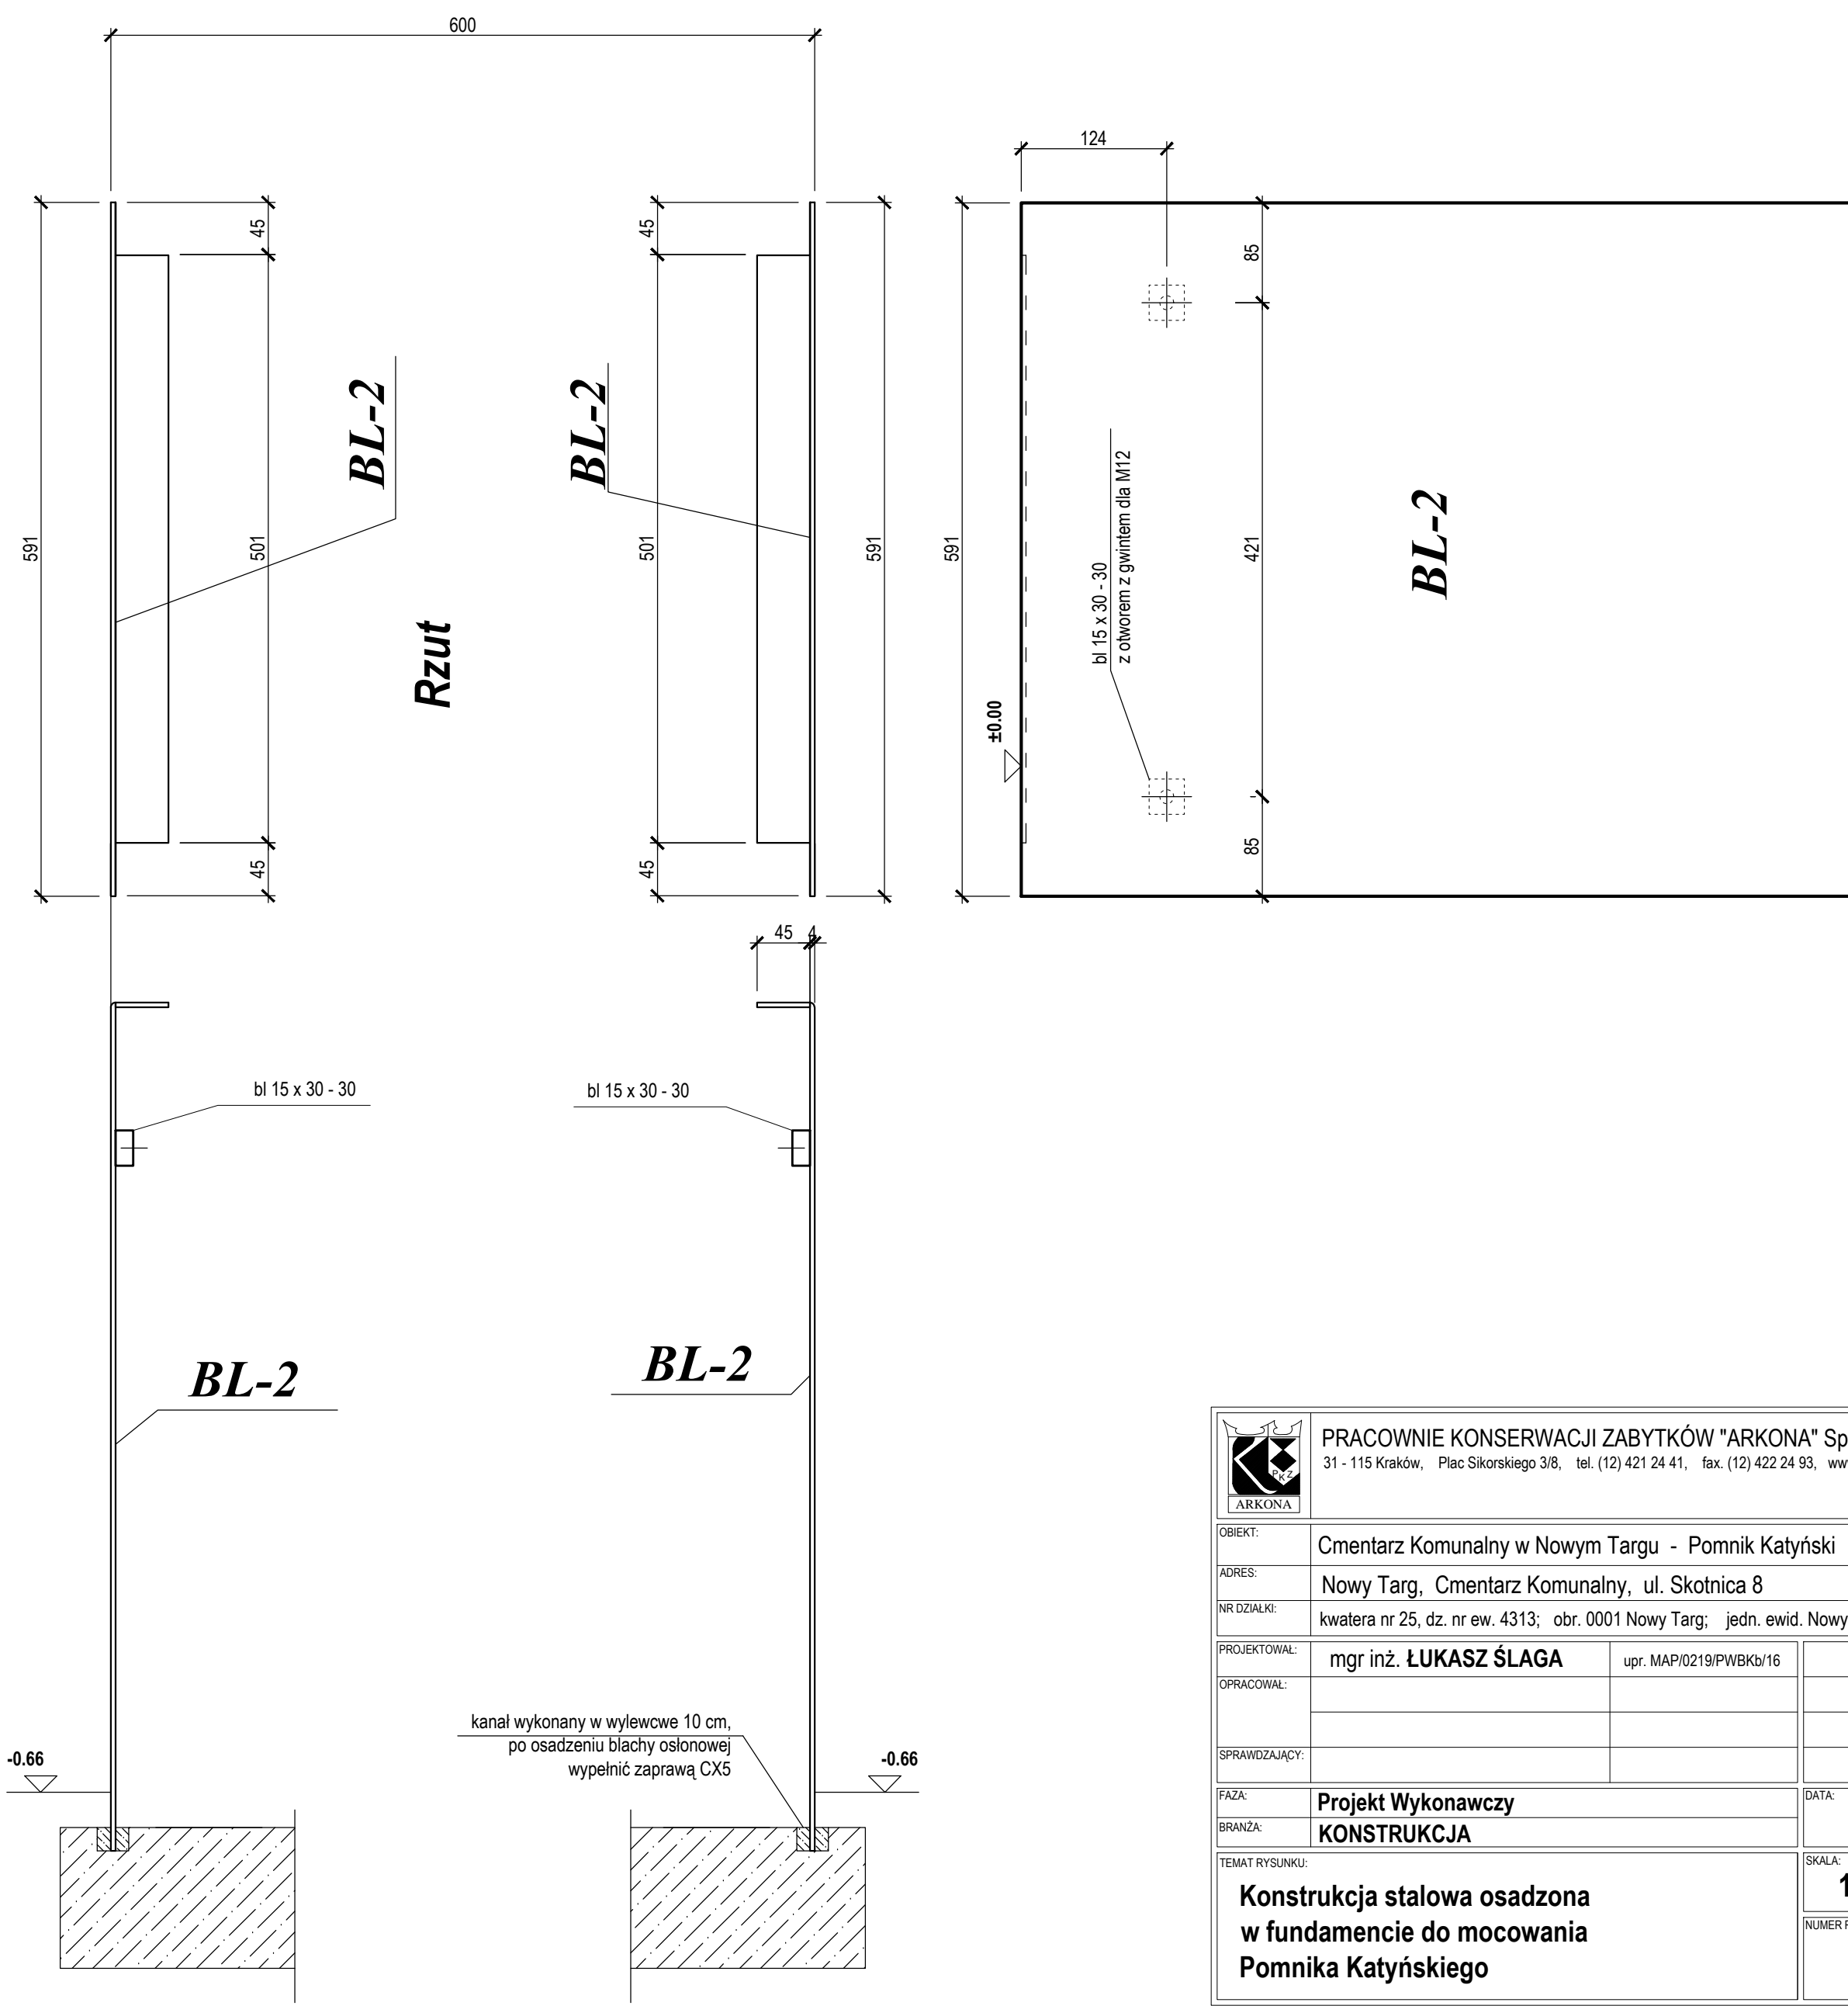 600
124
591
45
501
45
BL-2
Rzut
BL-2
45
501
45
591
591
±0.00
bl 15 x 30 - 30
z otworem z gwintem dla M12
85
421
85
BL-2
45 4
bl 15 x 30 - 30
bl 15 x 30 - 30
BL-2
BL-2
kanał wykonany w wylewcwe 10 cm,
po osadzeniu blachy osłonowej
wypełnić zaprawą CX5
-0.66
-0.66
PKZ
ARKONA
PRACOWNIE KONSERWACJI ZABYTKÓW "ARKONA" Sp
31 - 115 Kraków, Plac Sikorskiego 3/8, tel. (12) 421 24 41, fax. (12) 422 24 93, ww
OBIEKT:
Cmentarz Komunalny w Nowym Targu - Pomnik Katyński
ADRES:
Nowy Targ, Cmentarz Komunalny, ul. Skotnica 8
NR DZIAŁKI:
kwatera nr 25, dz. nr ew. 4313; obr. 0001 Nowy Targ; jedn. ewid. Nowy
PROJEKTOWAŁ:
mgr inż. ŁUKASZ ŚLAGA
upr. MAP/0219/PWBKb/16
OPRACOWAŁ:
SPRAWDZAJĄCY:
FAZA:
Projekt Wykonawczy
DATA:
BRANŻA:
KONSTRUKCJA
TEMAT RYSUNKU:
Konstrukcja stalowa osadzona
w fundamencie do mocowania
Pomnika Katyńskiego
SKALA:
1
NUMER